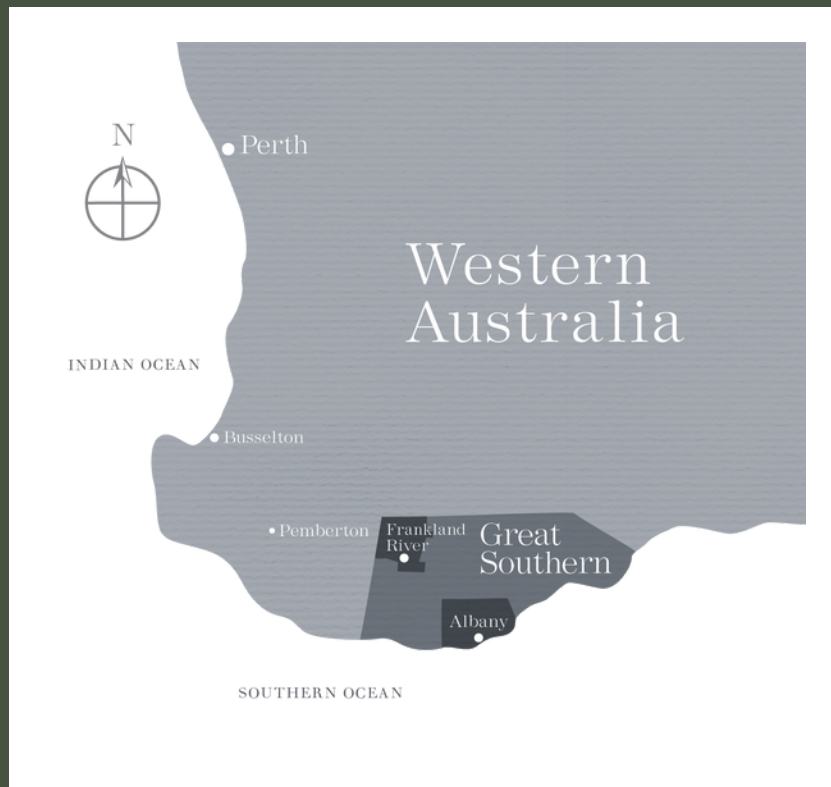 N
Perth
Western
Australia
INDIAN OCEAN
Busselton
Pemberton
Frankland
River
Great
Southern
Albany
SOUTHERN OCEAN